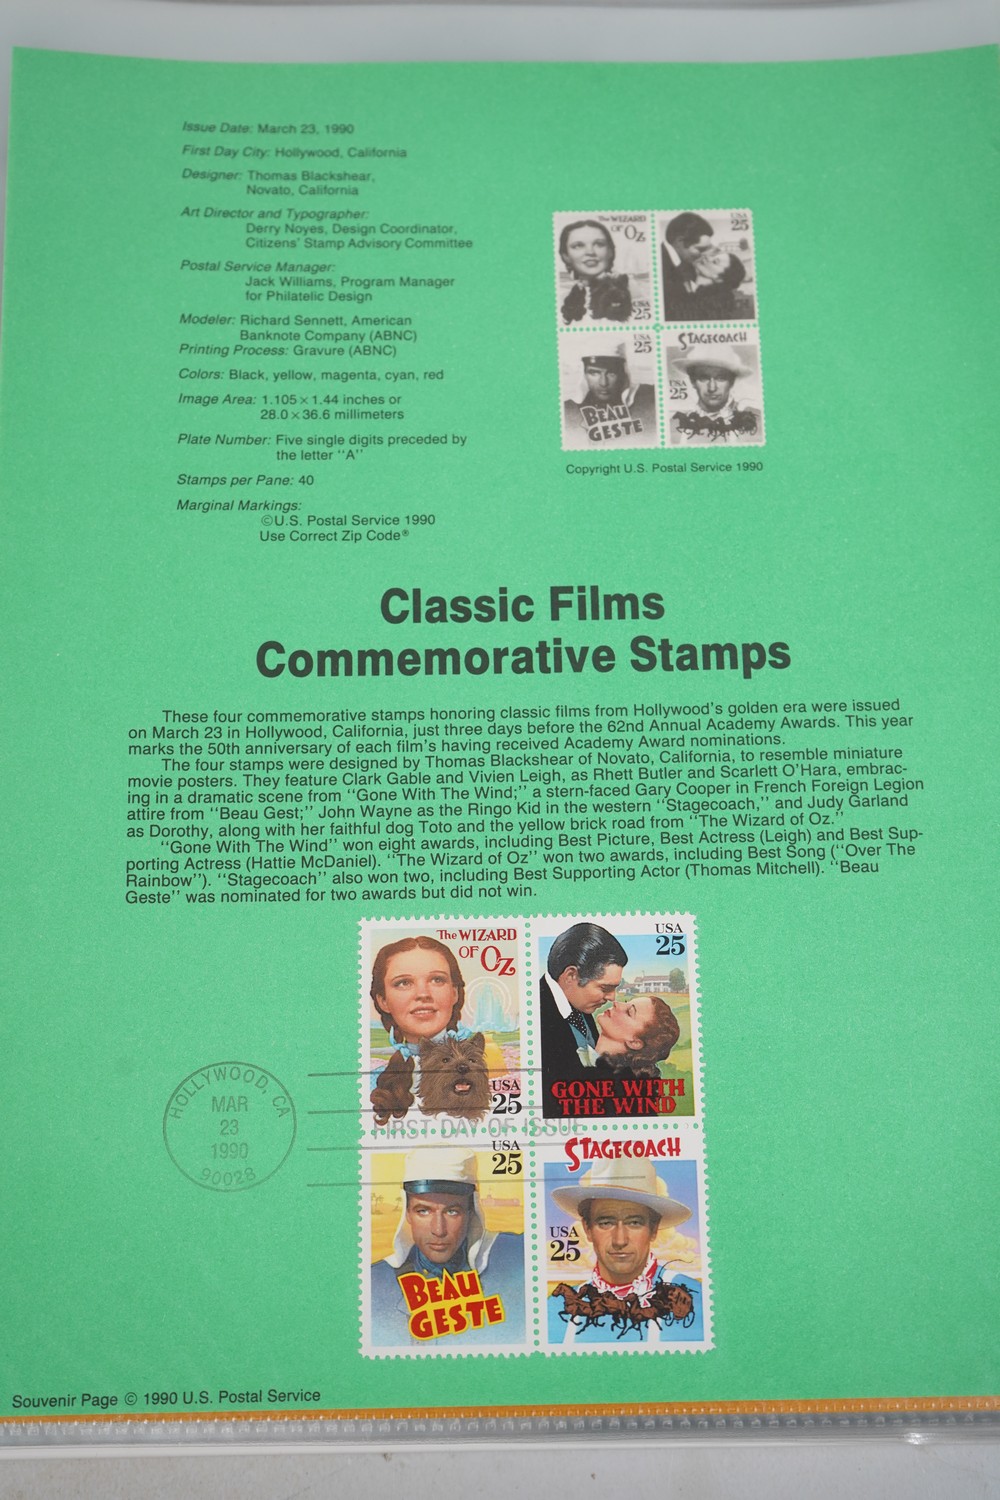 Issue Date: March 23, 1990
First Day City: Hollywood, California
Designer: Thomas Blackshear,
Novato, California
Art Director and Typographer:
Derry Noyes, Design Coordinator,
Citizens' Stamp Advisory Committee
Postal Service Manager:
Jack Williams, Program Manager
for Philatelic Design
Modeler: Richard Sennett, American
Banknote Company (ABNC)
Printing Process: Gravure (ABNC)
Colors: Black, yellow, magenta, cyan, red
Image Area: 1.105 × 1.44 inches or
28.0 × 36.6 millimeters
Plate Number: Five single digits preceded by
the letter "A"
Stamps per Pane: 40
Marginal Markings:
©U.S. Postal Service 1990
Use Correct Zip Code®
The WIZARD
OF OZ
USA
25
USA
25
USA
25
BEAU
GESTE
STAGECOACH
USA
25
Copyright U.S. Postal Service 1990
Classic Films
Commemorative Stamps
These four commemorative stamps honoring classic films from Hollywood's golden era were issued
on March 23 in Hollywood, California, just three days before the 62nd Annual Academy Awards. This year
marks the 50th anniversary of each film's having received Academy Award nominations.
The four stamps were designed by Thomas Blackshear of Novato, California, to resemble miniature
movie posters. They feature Clark Gable and Vivien Leigh, as Rhett Butler and Scarlett O'Hara, embrac-
ing in a dramatic scene from "Gone With The Wind;" a stern-faced Gary Cooper in French Foreign Legion
attire from "Beau Gest;" John Wayne as the Ringo Kid in the western "Stagecoach," and Judy Garland
as Dorothy, along with her faithful dog Toto and the yellow brick road from "The Wizard of Oz."
"Gone With The Wind" won eight awards, including Best Picture, Best Actress (Leigh) and Best Sup-
porting Actress (Hattie McDaniel). "The Wizard of Oz" won two awards, including Best Song ("Over The
Rainbow"). "Stagecoach" also won two, including Best Supporting Actor (Thomas Mitchell). "Beau
Geste" was nominated for two awards but did not win.
The WIZARD
OF OZ
USA
25
USA
25
GONE WITH
THE WIND
HOLLYWOOD, CA
MAR
23
1990
90028
FIRST DAY OF ISSUE
USA
25
BEAU
GESTE
STAGECOACH
USA
25
Souvenir Page © 1990 U.S. Postal Service